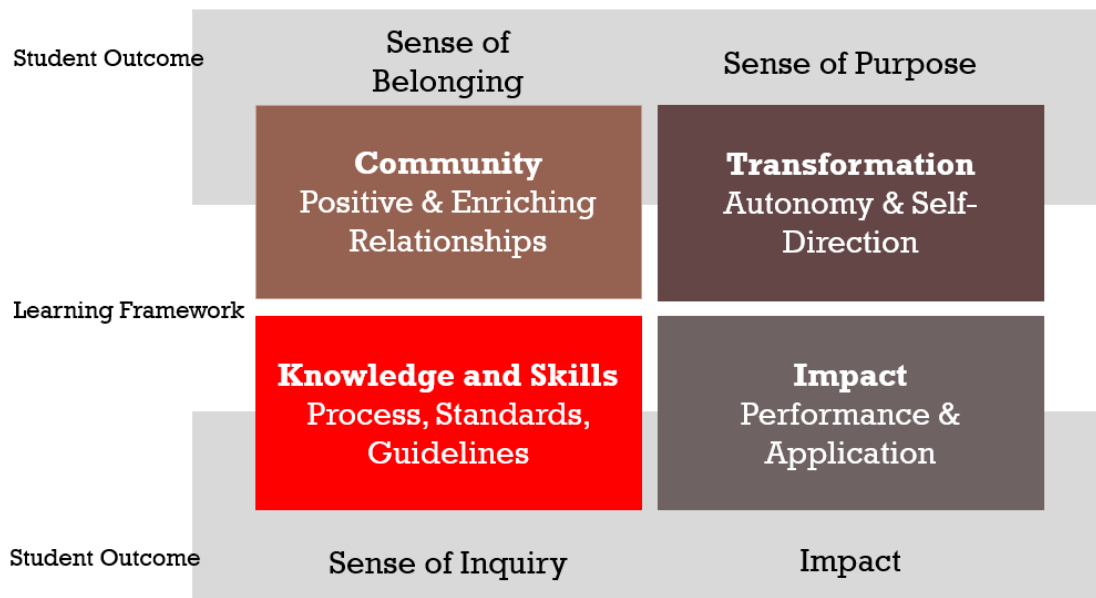 Student Outcome
Sense of
Belonging
Sense of Purpose
Community
Positive & Enriching
Relationships
Transformation
Autonomy & Self-
Direction
Learning Framework
Knowledge and Skills
Process, Standards,
Guidelines
Impact
Performance &
Application
Student Outcome
Sense of Inquiry
Impact